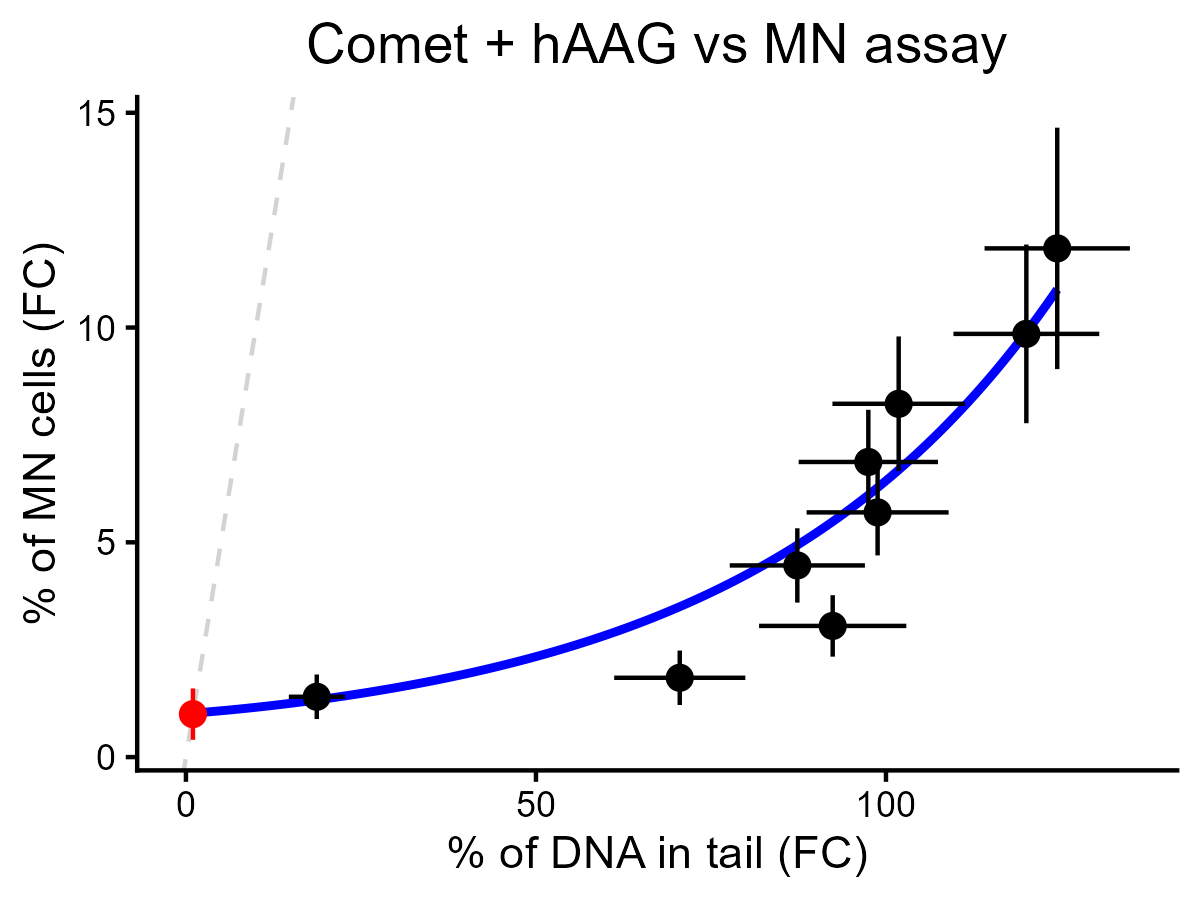 Comet + hAAG vs MN assay
% of MN cells (FC)
15
10
5
0
0 50 100
% of DNA in tail (FC)